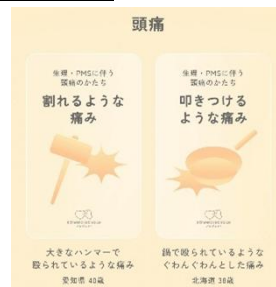 頭痛
生理・PMSに伴う
頭痛のかたち
割れるような
痛み
大きなハンマーで
殴られているような痛み
愛知県 40歳
生理・PMSに伴う
頭痛のかたち
叩きつける
ような痛み
鍋で殴られているような
ぐわんぐわんとした痛み
北海道 38歳